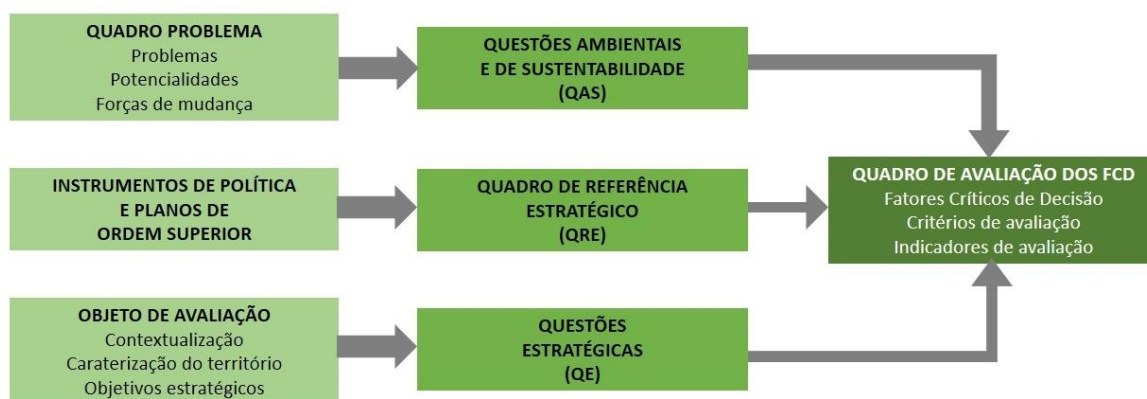 QUADRO PROBLEMA
Problemas
Potencialidades
Forças de mudança
QUESTÕES AMBIENTAIS
E DE SUSTENTABILIDADE
(QAS)
INSTRUMENTOS DE POLÍTICA
E PLANOS DE
ORDEM SUPERIOR
QUADRO DE REFERÊNCIA
ESTRATÉGICO
(QRE)
QUADRO DE AVALIAÇÃO DOS FCD
Fatores Críticos de Decisão
Critérios de avaliação
Indicadores de avaliação
OBJETO DE AVALIAÇÃO
Contextualização
Caraterização do território
Objetivos estratégicos
QUESTÕES
ESTRATÉGICAS
(QE)